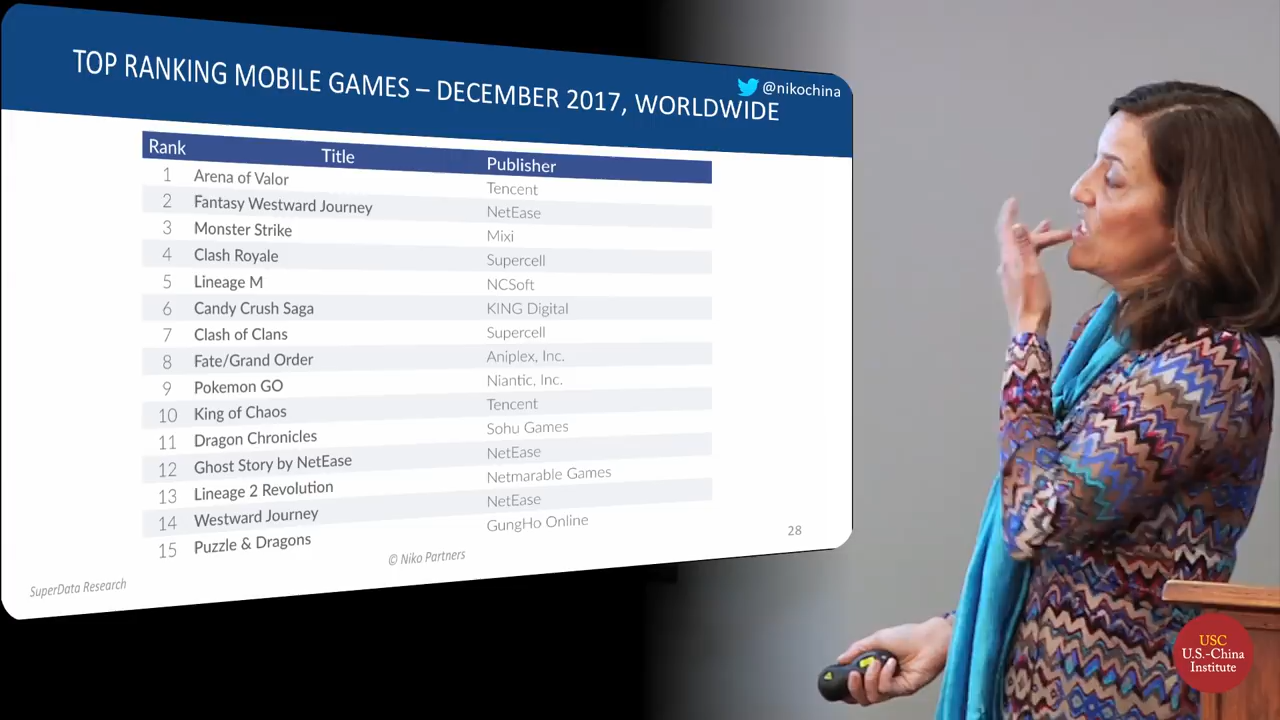 TOP RANKING MOBILE GAMES – DECEMBER 2017, WORLDWIDE
@nikochina
Rank Title Publisher
1 Arena of Valor Tencent
2 Fantasy Westward Journey NetEase
3 Monster Strike Mixi
4 Clash Royale Supercell
5 Lineage M NCSoft
6 Candy Crush Saga KING Digital
7 Clash of Clans Supercell
8 Fate/Grand Order Aniplex, Inc.
9 Pokemon GO Niantic, Inc.
10 King of Chaos Tencent
11 Dragon Chronicles Sohu Games
12 Ghost Story by NetEase NetEase
13 Lineage 2 Revolution Netmarable Games
14 Westward Journey NetEase
15 Puzzle & Dragons GungHo Online
28
© Niko Partners
SuperData Research
USC
U.S.-China
Institute